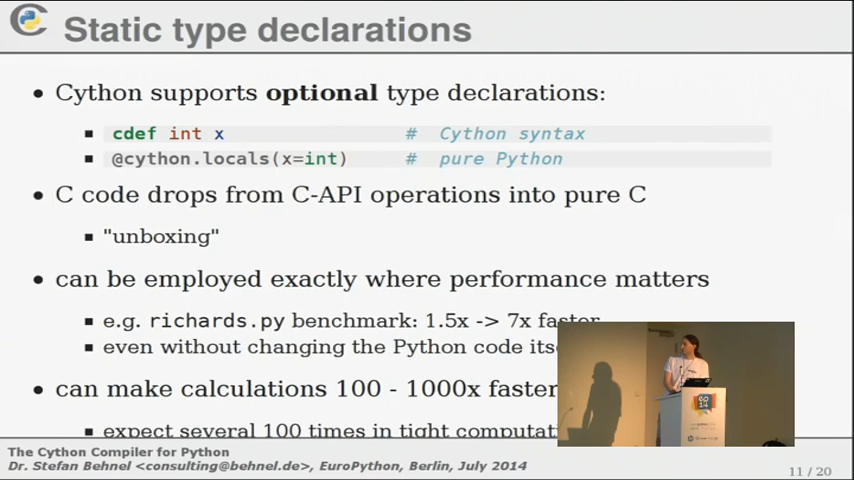 Static type declarations
• Cython supports optional type declarations:
▪ cdef int x # Cython syntax
▪ @cython.locals(x=int) # pure Python
• C code drops from C-API operations into pure C
▪ "unboxing"
• can be employed exactly where performance matters
▪ e.g. richards.py benchmark: 1.5x -> 7x faster
▪ even without changing the Python code
• can make calculations 100 - 1000x faster
▪ expect several 100 times in tight
The Cython Compiler for Python
Dr. Stefan Behnel <consulting@behnel.de>, EuroPython, Berlin, July 2014
11 / 20